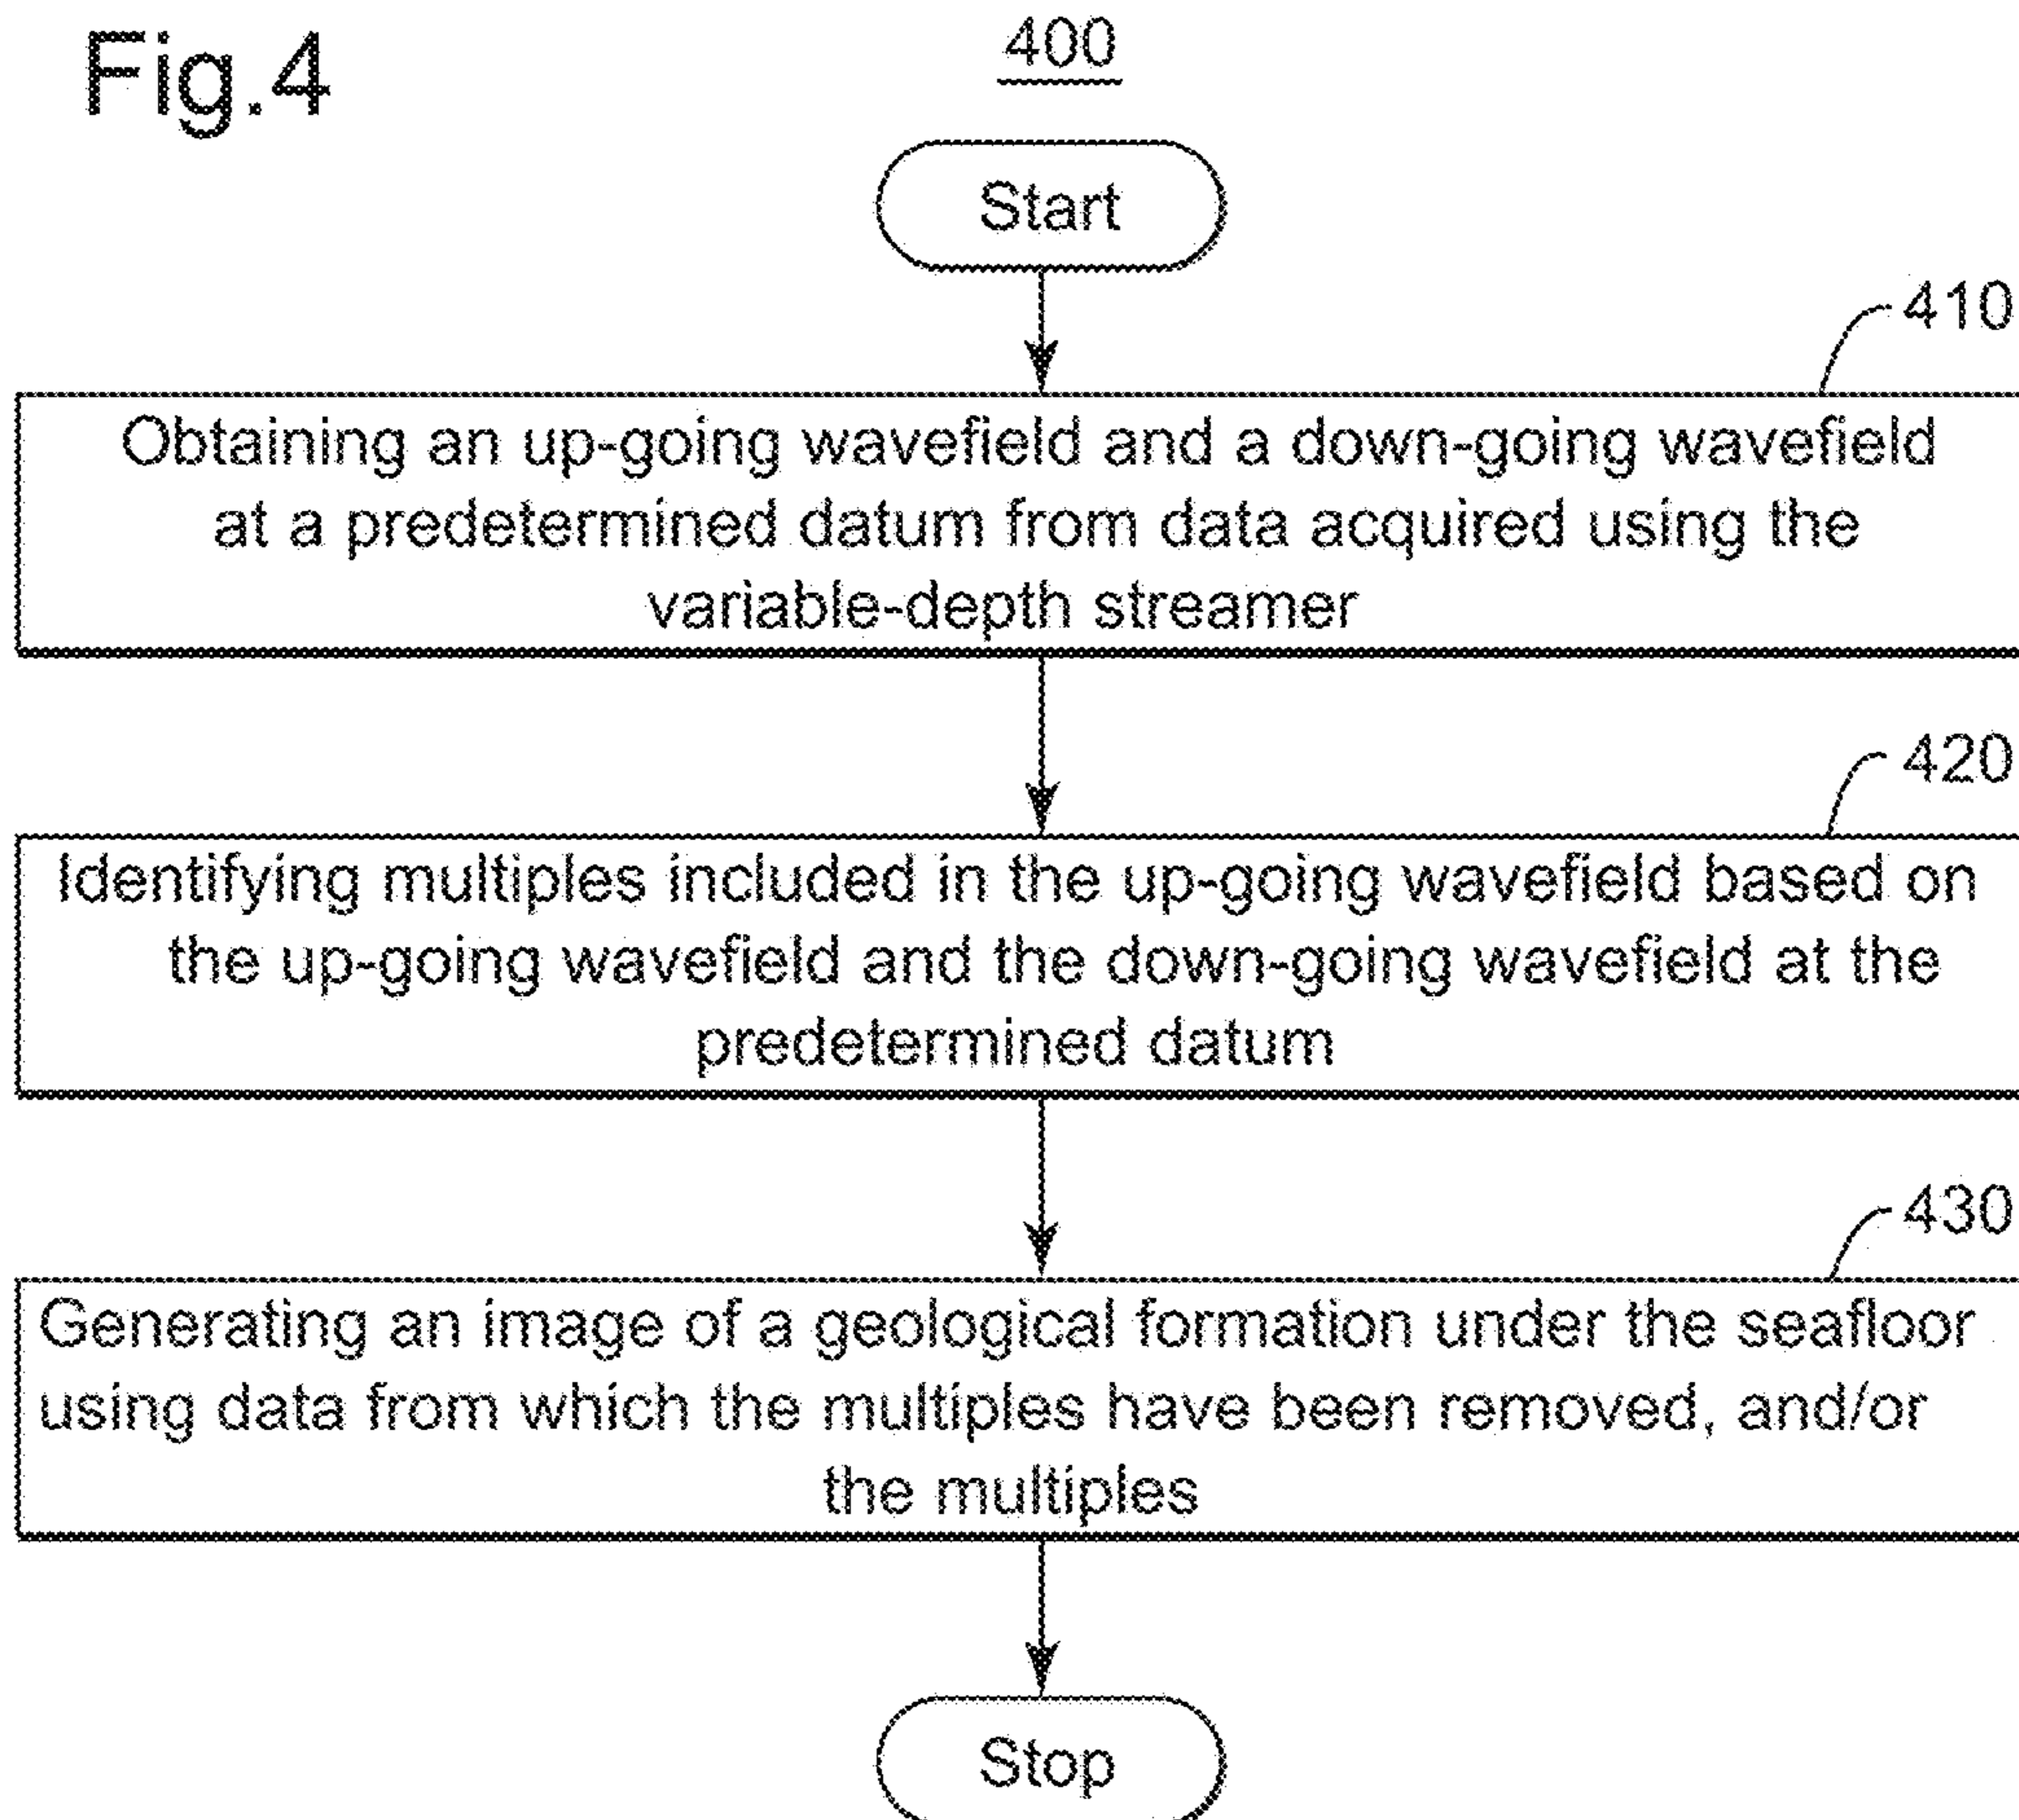 Fig.4
400
Start
410
Obtaining an up-going wavefield and a down-going wavefield
at a predetermined datum from data acquired using the
variable-depth streamer
420
Identifying multiples included in the up-going wavefield based on
the up-going wavefield and the down-going wavefield at the
predetermined datum
430
Generating an image of a geological formation under the seafloor
using data from which the multiples have been removed, and/or
the multiples
Stop